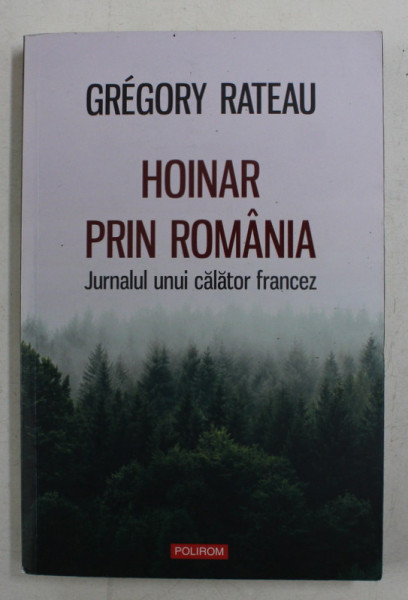 GRÉGORY RATEAU
HOINAR
PRIN ROMÂNIA
Jurnalul unui călător francez
POLIROM